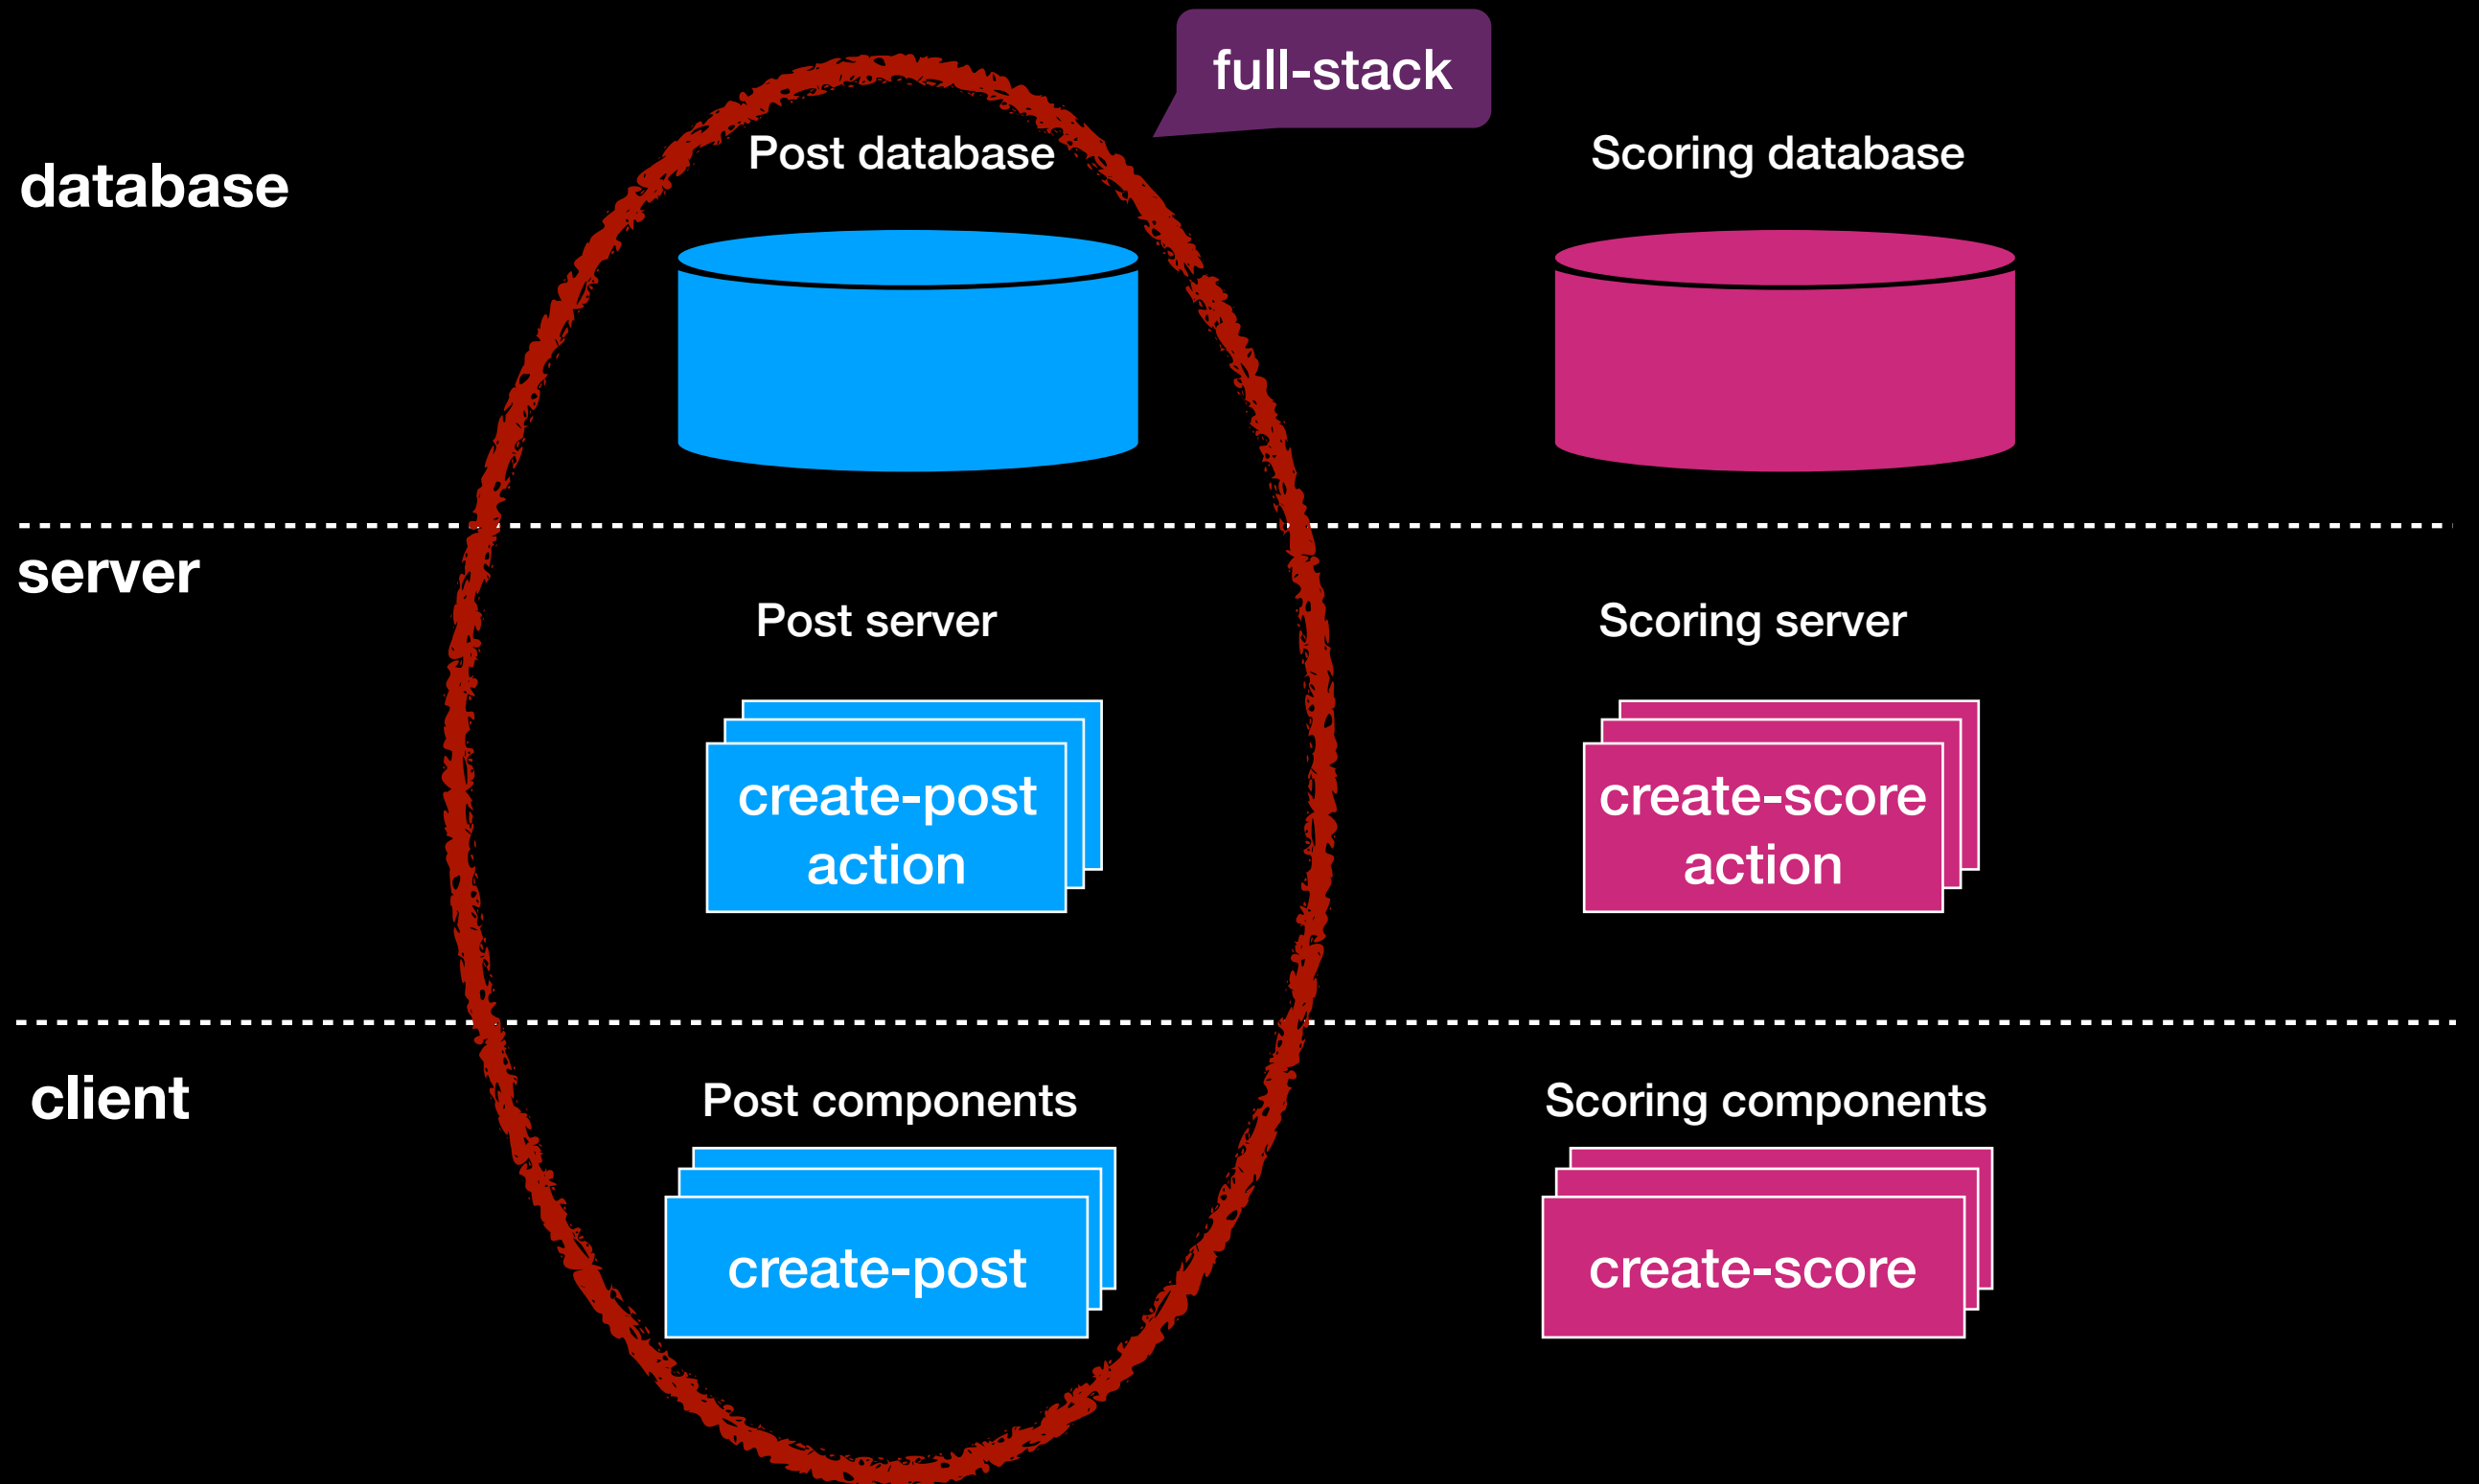 full-stack
database
Post database
Scoring database
server
Post server
Scoring server
create-post
action
create-score
action
client
Post components
Scoring components
create-post
create-score